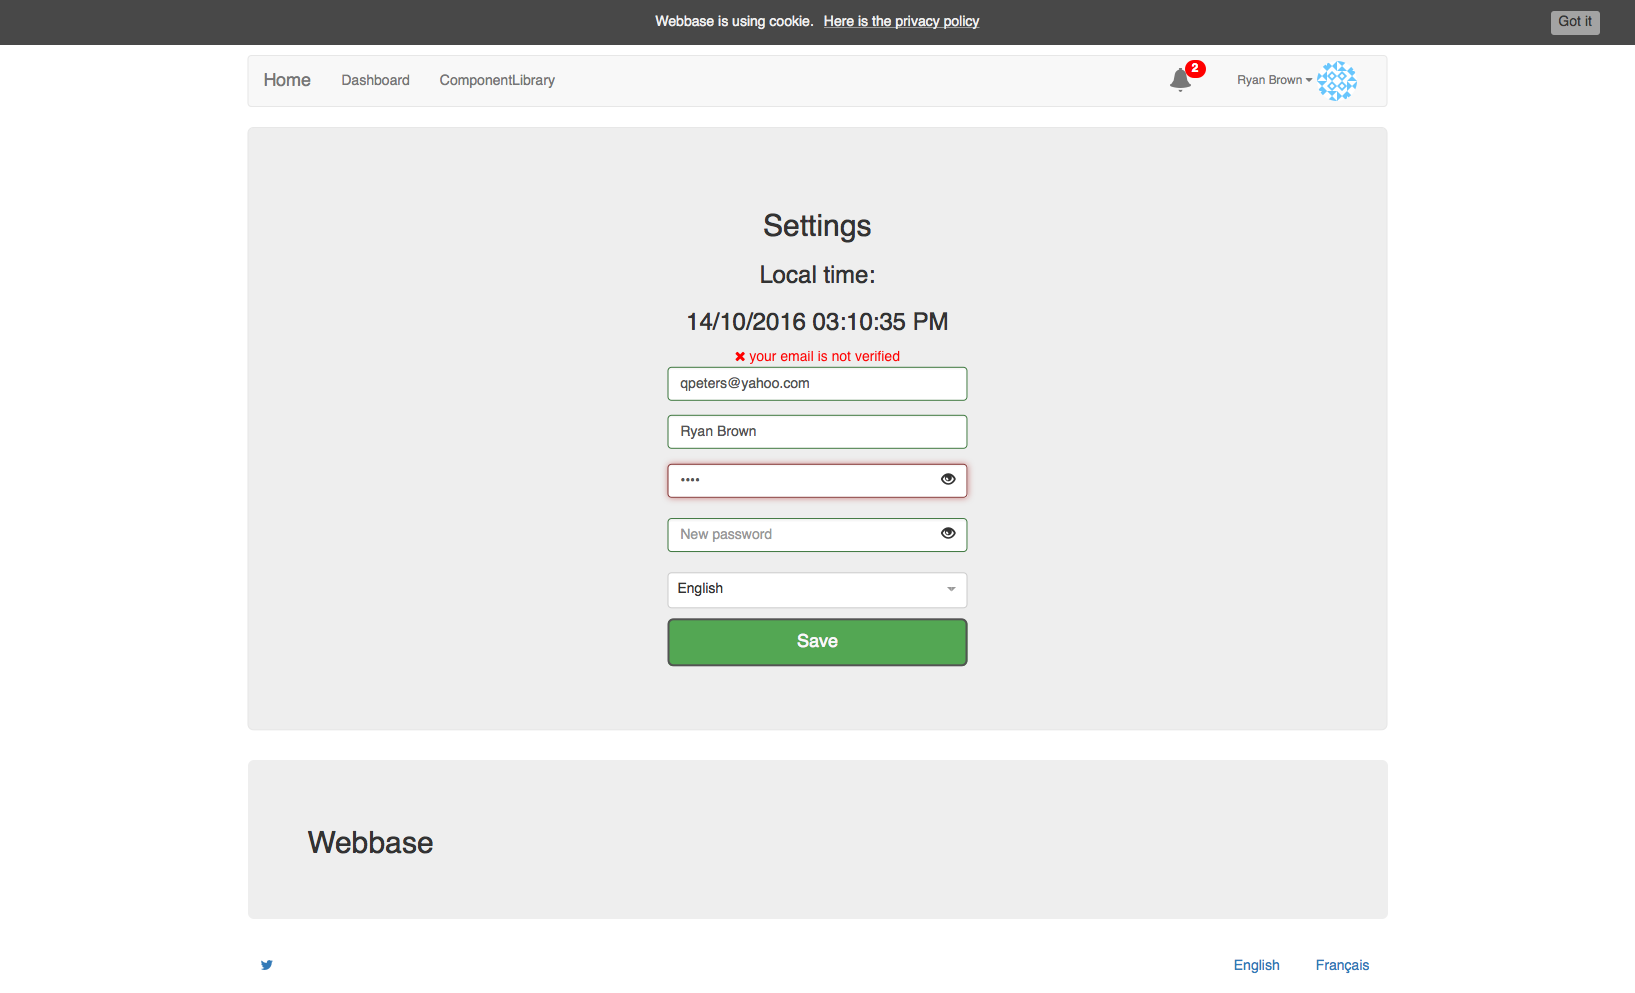 Webbase is using cookie. Here is the privacy policy
Got it
Home Dashboard ComponentLibrary
2
Ryan Brown
Settings
Local time:
14/10/2016 03:10:35 PM
your email is not verified
qpeters@yahoo.com
Ryan Brown
••••
New password
English
Save
Webbase
English Français